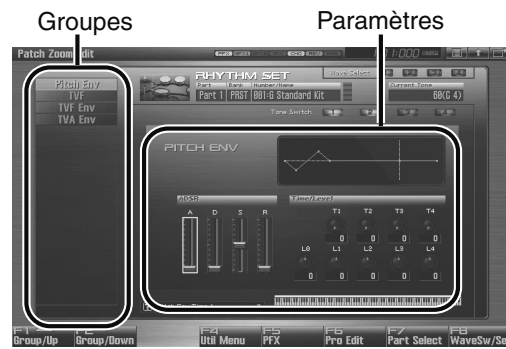 Groupes Paramètres
Patch Zoom Edit
RHYTHM SET Wave Select
Part Bank Number/Name Current Tone
Part 1 PRST 001:G Standard Kit 60(G 4)
Tone Switch
Pitch Env
TVF
TVF Env
TVA Env
PITCH ENV
ADSR Time/Level
A D S R T1 T2 T3 T4
0 0 0 0
L0 L1 L2 L3 L4
0 0 0 0 0
F1 F2 F4 F5 F6 F7 F8
Group/Up Group/Down Util Menu PFX Pro Edit Part Select WaveSw/Se